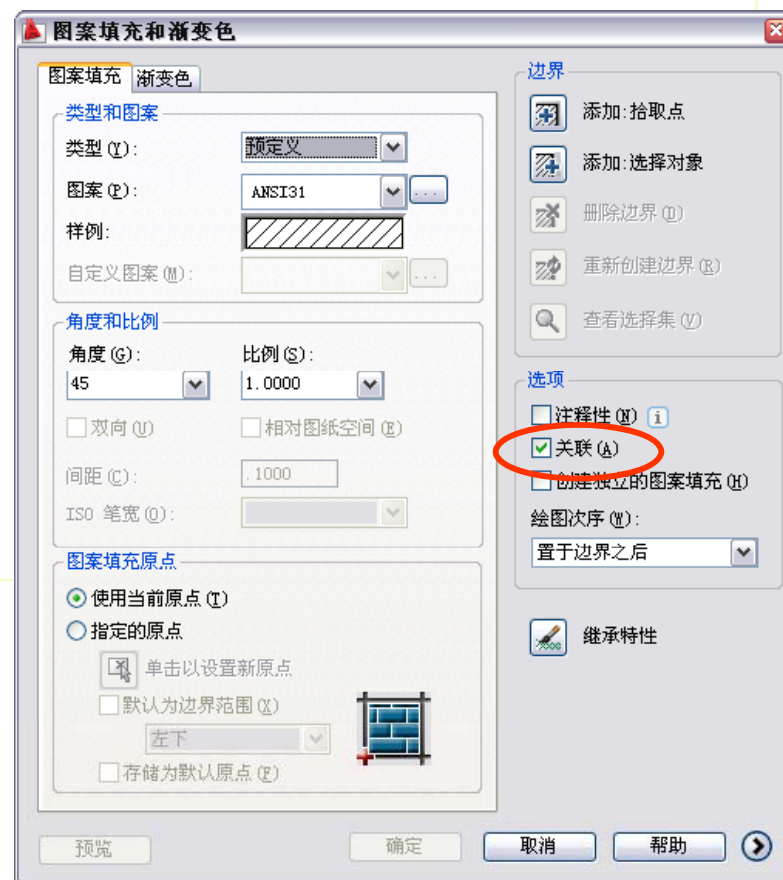 图案填充和渐变色
图案填充 渐变色
类型和图案
类型(Y): 预定义
图案(P): ANSI31 ...
样例:
自定义图案(M): ...
角度和比例
角度(G): 比例(S):
45 1.0000
双向(U) 相对图纸空间(E)
间距(C): .1000
ISO 笔宽(O):
图案填充原点
使用当前原点(T)
指定的原点
单击以设置新原点
默认为边界范围(X)
左下
存储为默认原点(F)
边界
添加:拾取点
添加:选择对象
删除边界(D)
重新创建边界(R)
查看选择集(V)
选项
注释性(N) i
关联(A)
创建独立的图案填充(H)
绘图次序(W):
置于边界之后
继承特性
预览 确定 取消 帮助